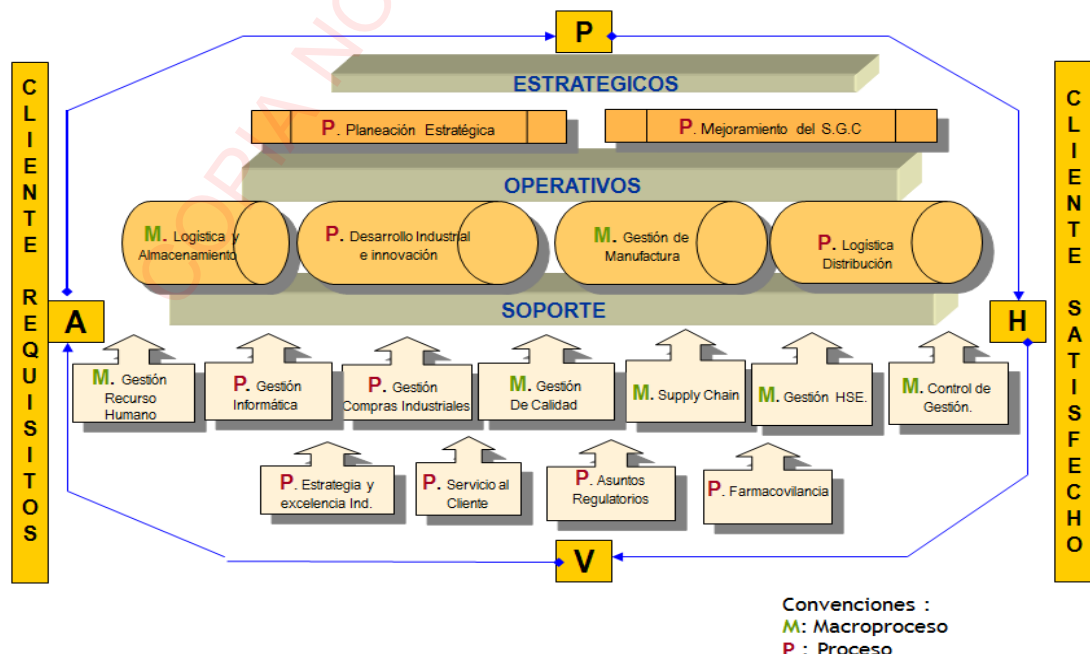 P
CLIENTE REQUISITOS
CLIENTE SATISFECHO
COPIA NO
ESTRATEGICOS
P. Planeación Estratégica
P. Mejoramiento del S.G.C
OPERATIVOS
M. Logística y
Almacenamiento
P. Desarrollo Industrial
e innovación
M. Gestión de
Manufactura
P. Logística
Distribución
SOPORTE
A
H
M. Gestión
Recurso
Humano
P. Gestión
Informática
P. Gestión
Compras Industriales
M. Gestión
De Calidad
M. Supply Chain
M. Gestión HSE.
M. Control de
Gestión.
P. Estrategia y
excelencia Ind.
P. Servicio al
Cliente
P. Asuntos
Regulatorios
P. Farmacovilancia
V
Convenciones :
M: Macroproceso
P : Proceso